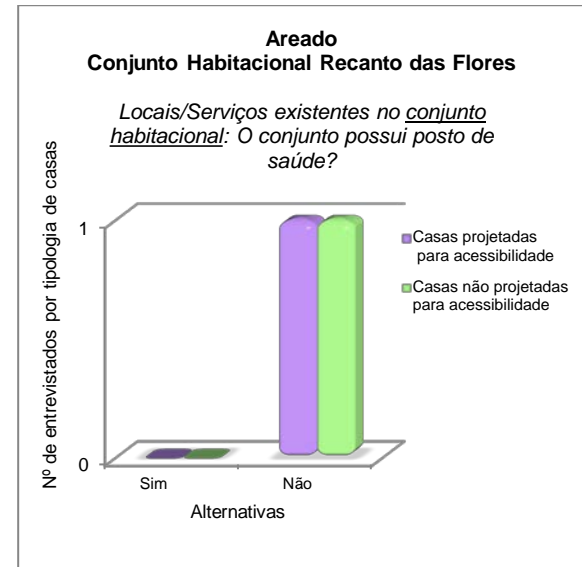 Areado
Conjunto Habitacional Recanto das Flores
Locais/Serviços existentes no conjunto
habitacional: O conjunto possui posto de
saúde?
Nº de entrevistados por tipologia de casas
1
0
Sim
Não
Alternativas
Casas projetadas
para acessibilidade
Casas não projetadas
para acessibilidade